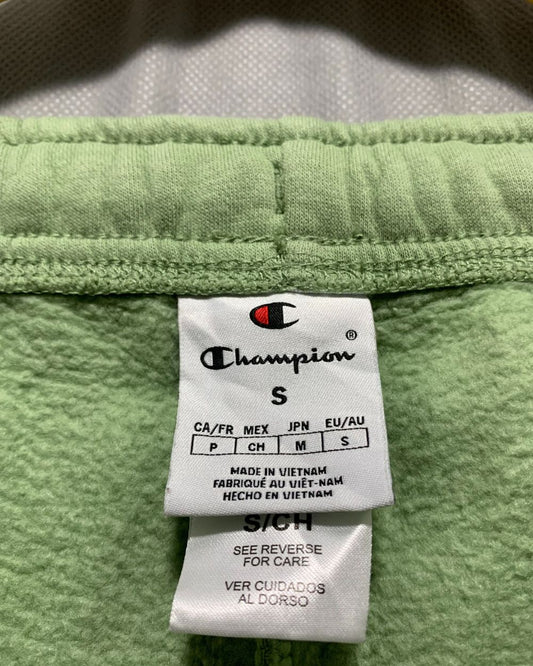 Champion®
S
CA/FR MEX JPN EU/AU
P CH M S
MADE IN VIETNAM
FABRIQUÉ AU VIÊT-NAM
HECHO EN VIETNAM
S/CH
SEE REVERSE
FOR CARE
VER CUIDADOS
AL DORSO